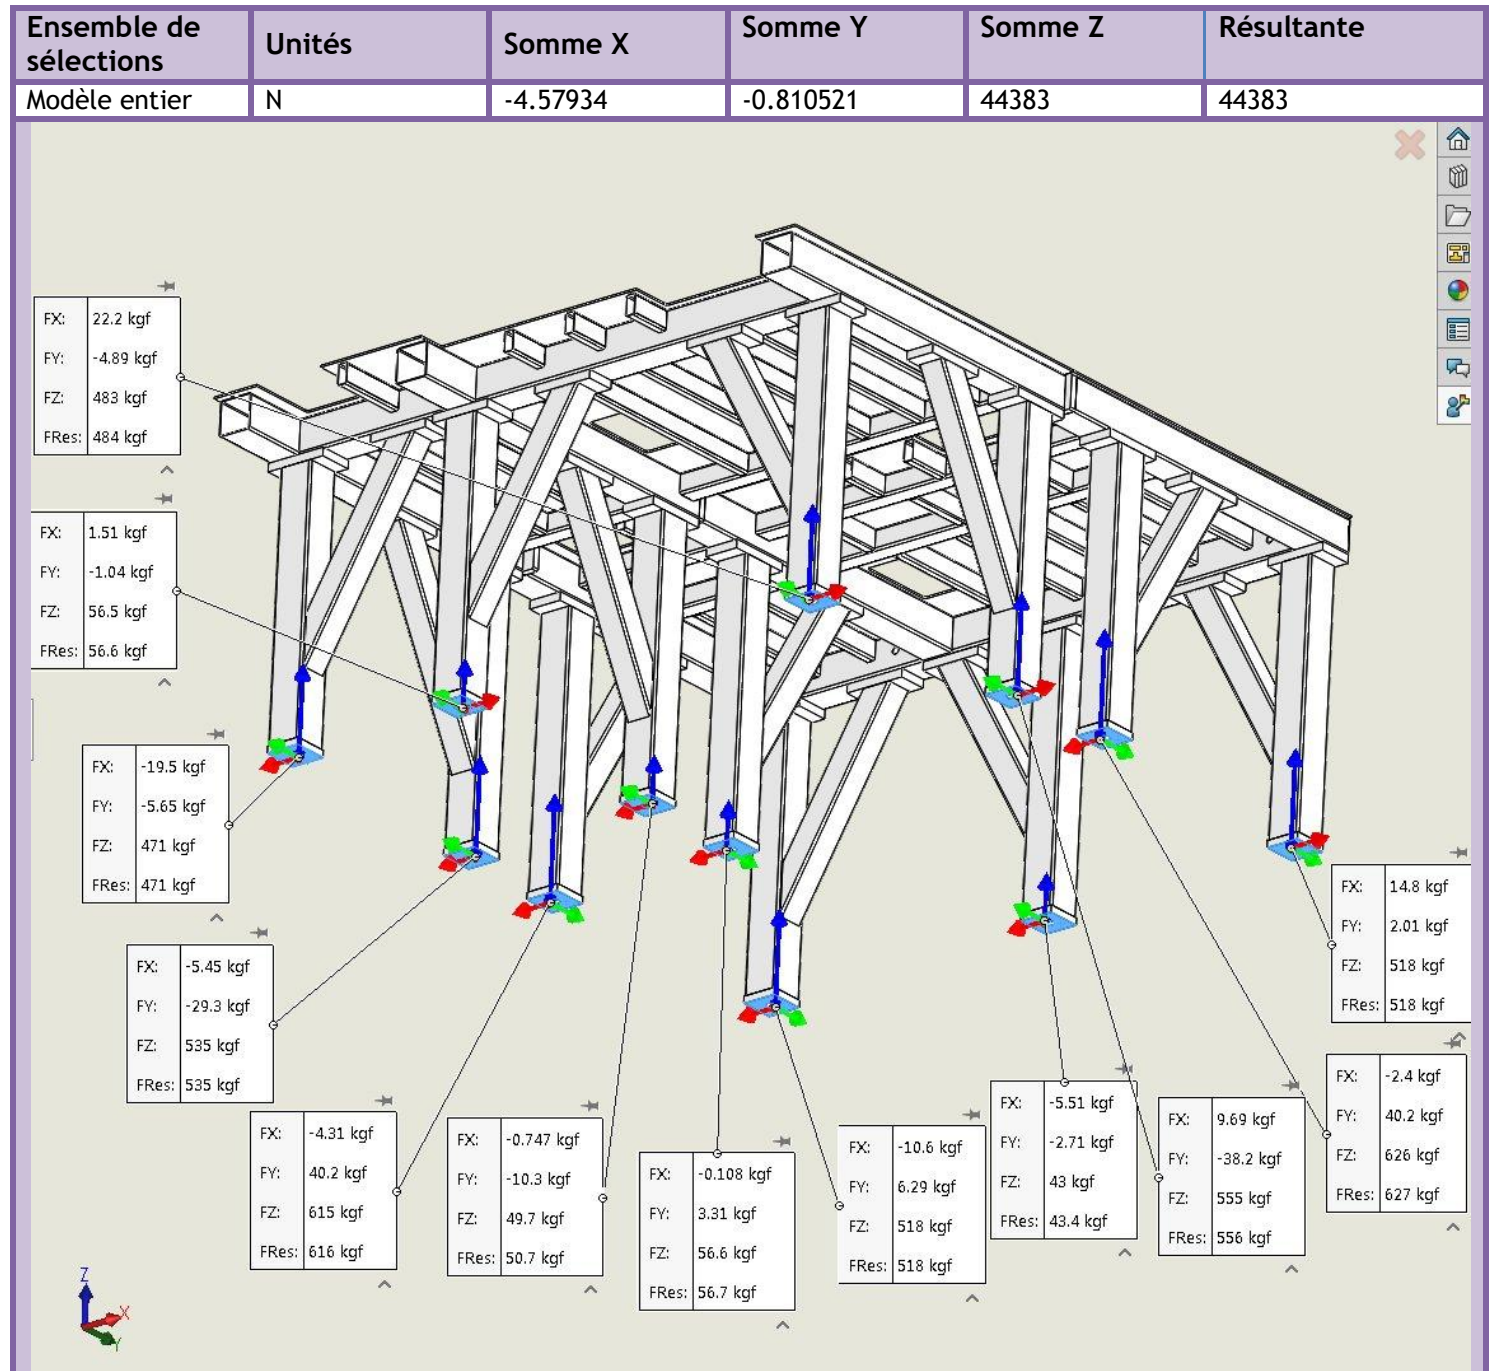 Ensemble de sélections Unités Somme X Somme Y Somme Z Résultante
Modèle entier N -4.57934 -0.810521 44383 44383
FX: 22.2 kgf
FY: -4.89 kgf
FZ: 483 kgf
FRes: 484 kgf
FX: 1.51 kgf
FY: -1.04 kgf
FZ: 56.5 kgf
FRes: 56.6 kgf
FX: -19.5 kgf
FY: -5.65 kgf
FZ: 471 kgf
FRes: 471 kgf
FX: -5.45 kgf
FY: -29.3 kgf
FZ: 535 kgf
FRes: 535 kgf
FX: -4.31 kgf
FY: 40.2 kgf
FZ: 615 kgf
FRes: 616 kgf
FX: -0.747 kgf
FY: -10.3 kgf
FZ: 49.7 kgf
FRes: 50.7 kgf
FX: -0.108 kgf
FY: 3.31 kgf
FZ: 56.6 kgf
FRes: 56.7 kgf
FX: -10.6 kgf
FY: 6.29 kgf
FZ: 518 kgf
FRes: 518 kgf
FX: -5.51 kgf
FY: -2.71 kgf
FZ: 43 kgf
FRes: 43.4 kgf
FX: 9.69 kgf
FY: -38.2 kgf
FZ: 555 kgf
FRes: 556 kgf
FX: -2.4 kgf
FY: 40.2 kgf
FZ: 626 kgf
FRes: 627 kgf
FX: 14.8 kgf
FY: 2.01 kgf
FZ: 518 kgf
FRes: 518 kgf
Z
X
Y